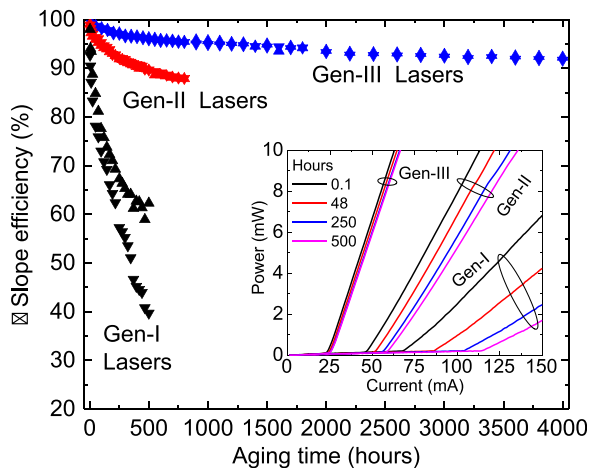 100
90
80
70
60
50
40
30
20
Slope efficiency (%)
Gen-III Lasers
Gen-II Lasers
Gen-I
Lasers
Hours
0.1
48
250
500
Gen-III
Gen-II
Gen-I
10
8
6
4
2
0
Power (mW)
0 25 50 75 100 125 150
Current (mA)
0 500 1000 1500 2000 2500 3000 3500 4000
Aging time (hours)